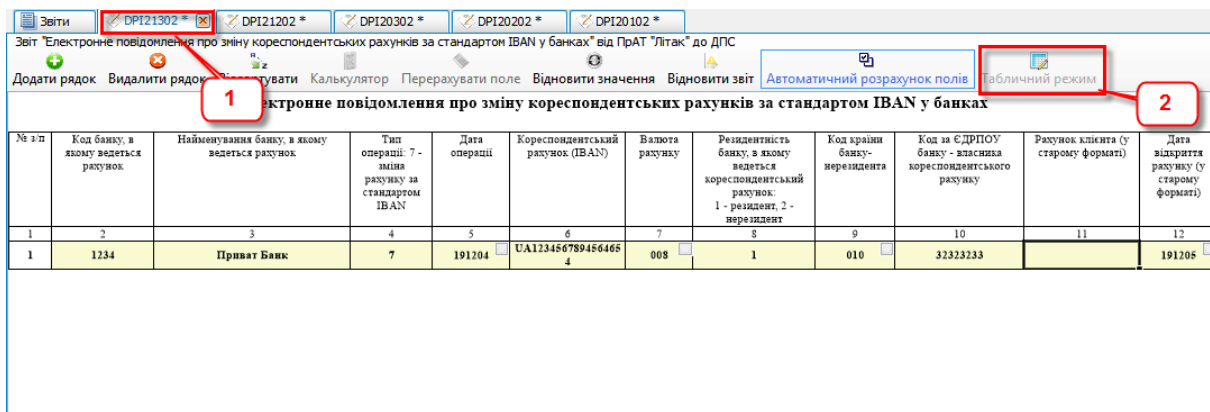 Звіти DPI21302 * DPI21202 * DPI20302 * DPI20202 * DPI20102 *
Звіт "Електронне повідомлення про зміну кореспондентських рахунків за стандартом IBAN у банках" від ПрАТ "Літак" до ДПС
Додати рядок Видалити рядок Відсортувати Калькулятор Перерахувати поле Відновити значення Відновити звіт Автоматичний розрахунок полів Табличний режим
1
2
ектронне повідомлення про зміну кореспондентських рахунків за стандартом IBAN у банках
№ з/п
Код банку, в
якому ведеться
рахунок
Найменування банку, в якому
ведеться рахунок
Тип
операції: 7 -
зміна
рахунку за
стандартом
IBAN
Дата
операції
Кореспондентський
рахунок (IBAN)
Валюта
рахунку
Резидентність
банку, в якому
ведеться
кореспондентський
рахунок:
1 - резидент, 2 -
нерезидент
Код країни
банку-
нерезидента
Код за ЄДРПОУ
банку - власника
кореспондентського
рахунку
Рахунок клієнта (у
старому форматі)
Дата
відкриття
рахунку (у
старому
форматі)
1 2 3 4 5 6 7 8 9 10 11 12
1 1234 Приват Банк 7 191204 UA123456789456465 008 1 010 32323233 191205
4